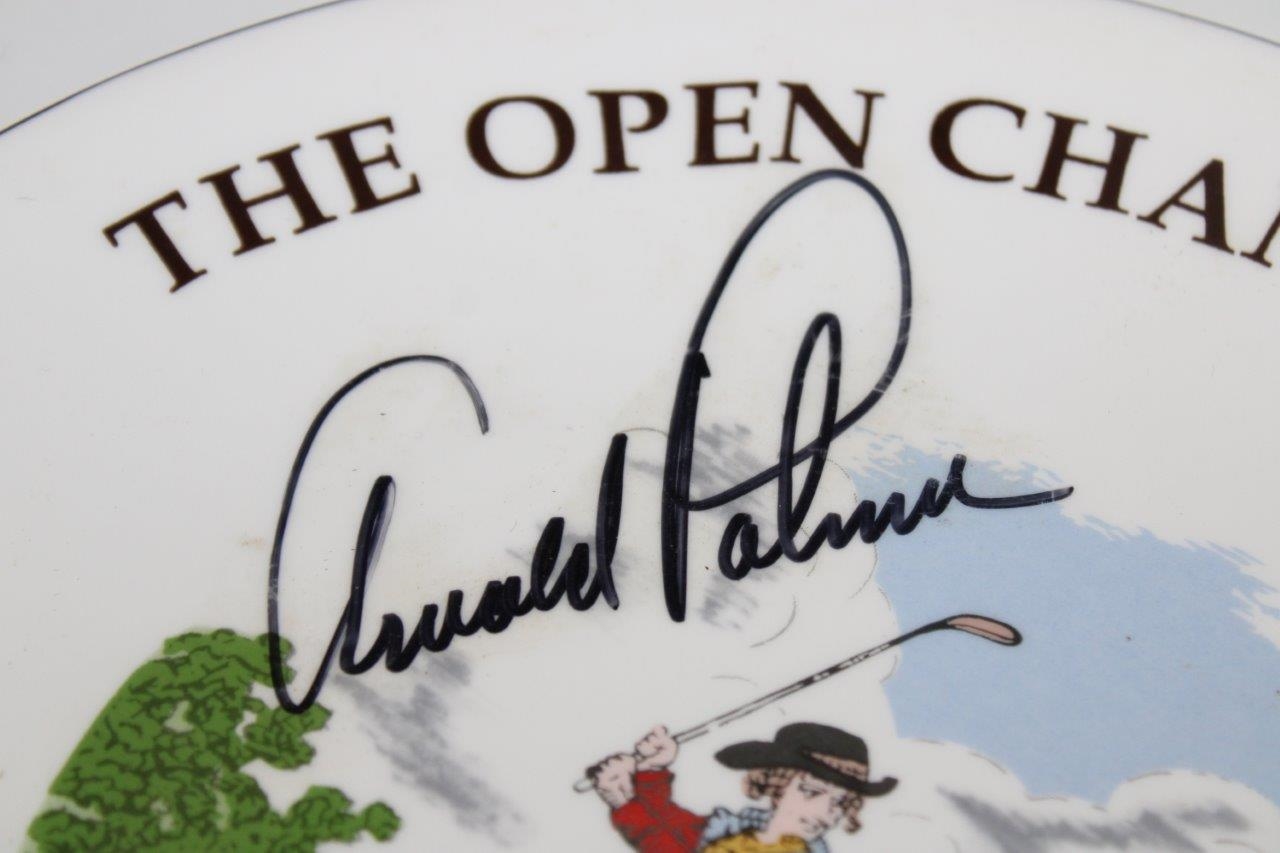 THE OPEN CHA
Arnold Palmer